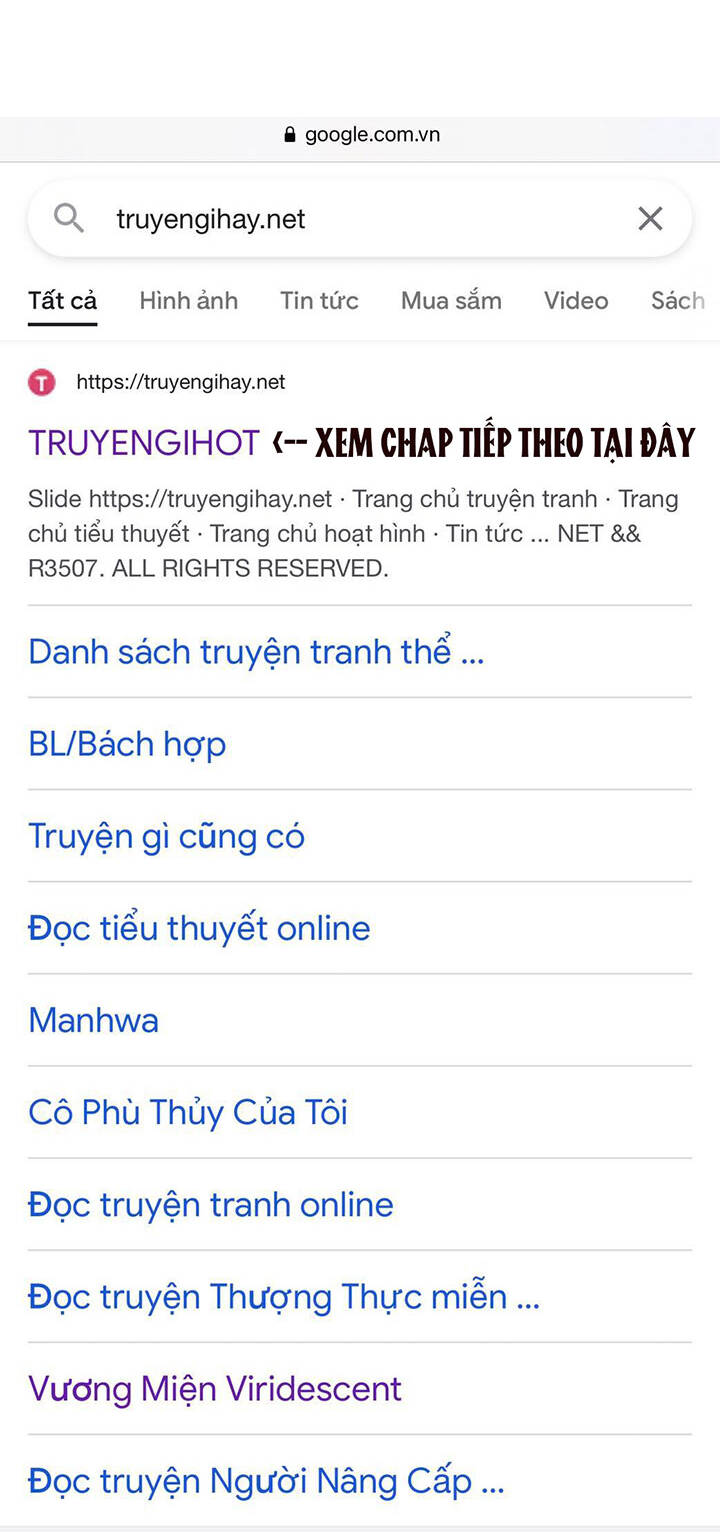 google.com.vn
truyengihay.net
Tất cả Hình ảnh Tin tức Mua sắm Video Sách
T https://truyengihay.net
TRUYENGIHOT <-- XEM CHAP TIẾP THEO TẠI ĐÂY
Slide https://truyengihay.net · Trang chủ truyện tranh · Trang
chủ tiểu thuyết · Trang chủ hoạt hình · Tin tức ... NET &&
R3507. ALL RIGHTS RESERVED.
Danh sách truyện tranh thể ...
BL/Bách hợp
Truyện gì cũng có
Đọc tiểu thuyết online
Manhwa
Cô Phù Thủy Của Tôi
Đọc truyện tranh online
Đọc truyện Thượng Thực miễn ...
Vương Miện Viridescent
Đọc truyện Người Nâng Cấp ...